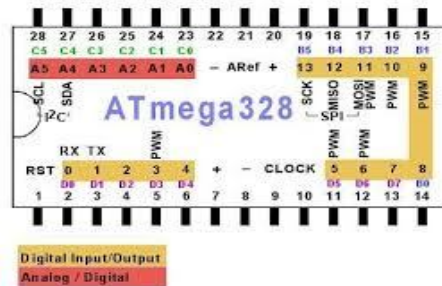 28 27 26 25 24 23 22 21 20 19 18 17 16 15
C5 C4 C3 C2 C1 C0 B5 B4 B3 B2 B1
A5 A4 A3 A2 A1 A0 – ARef + 13 12 11 10 9
SCL SDA SCK MISO MOSI PWM PWM PWM
I²C SPI
ATmega328
RX TX PWM PWM PWM
RST 0 1 2 3 4 + – CLOCK 5 6 7 8
D0 D1 D2 D3 D4 D5 D6 D7 B0
1 2 3 4 5 6 7 8 9 10 11 12 13 14
Digital Input/Output
Analog / Digital